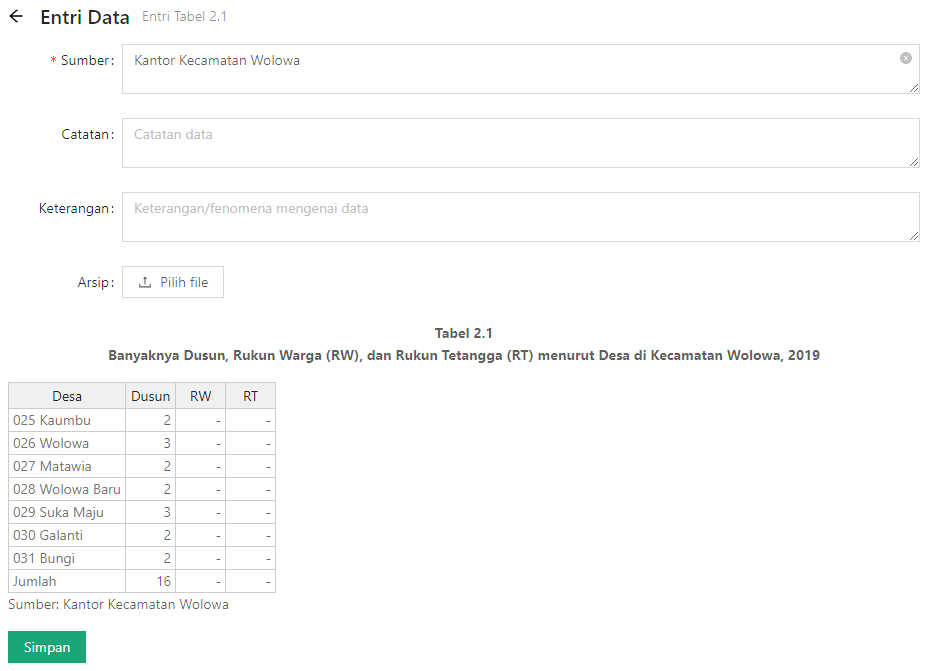 Entri Data Entri Tabel 2.1
* Sumber: Kantor Kecamatan Wolowa
Catatan: Catatan data
Keterangan: Keterangan/fenomena mengenai data
Arsip: Pilih file
Tabel 2.1
Banyaknya Dusun, Rukun Warga (RW), dan Rukun Tetangga (RT) menurut Desa di Kecamatan Wolowa, 2019
Desa Dusun RW RT
025 Kaumbu 2 - -
026 Wolowa 3 - -
027 Matawia 2 - -
028 Wolowa Baru 2 - -
029 Suka Maju 3 - -
030 Galanti 2 - -
031 Bungi 2 - -
Jumlah 16 - -
Sumber: Kantor Kecamatan Wolowa
Simpan